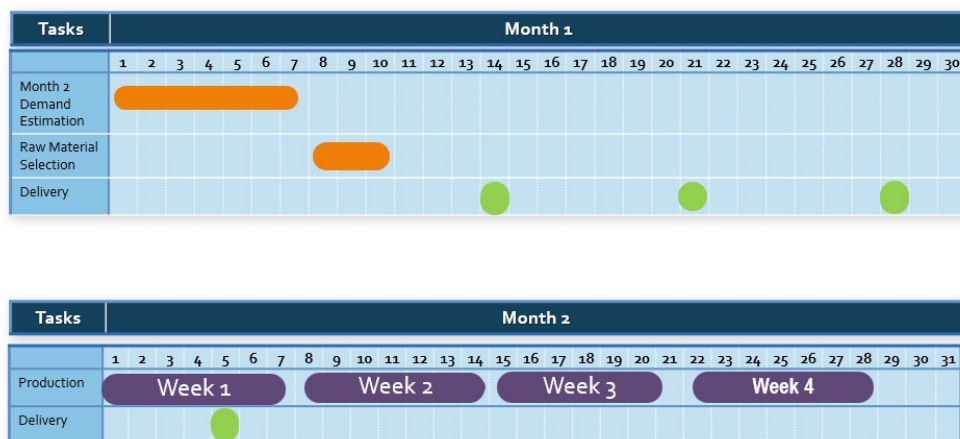 Tasks Month 1
1 2 3 4 5 6 7 8 9 10 11 12 13 14 15 16 17 18 19 20 21 22 23 24 25 26 27 28 29 30
Month 2
Demand
Estimation
Raw Material
Selection
Delivery
Tasks Month 2
1 2 3 4 5 6 7 8 9 10 11 12 13 14 15 16 17 18 19 20 21 22 23 24 25 26 27 28 29 30 31
Production Week 1 Week 2 Week 3 Week 4
Delivery